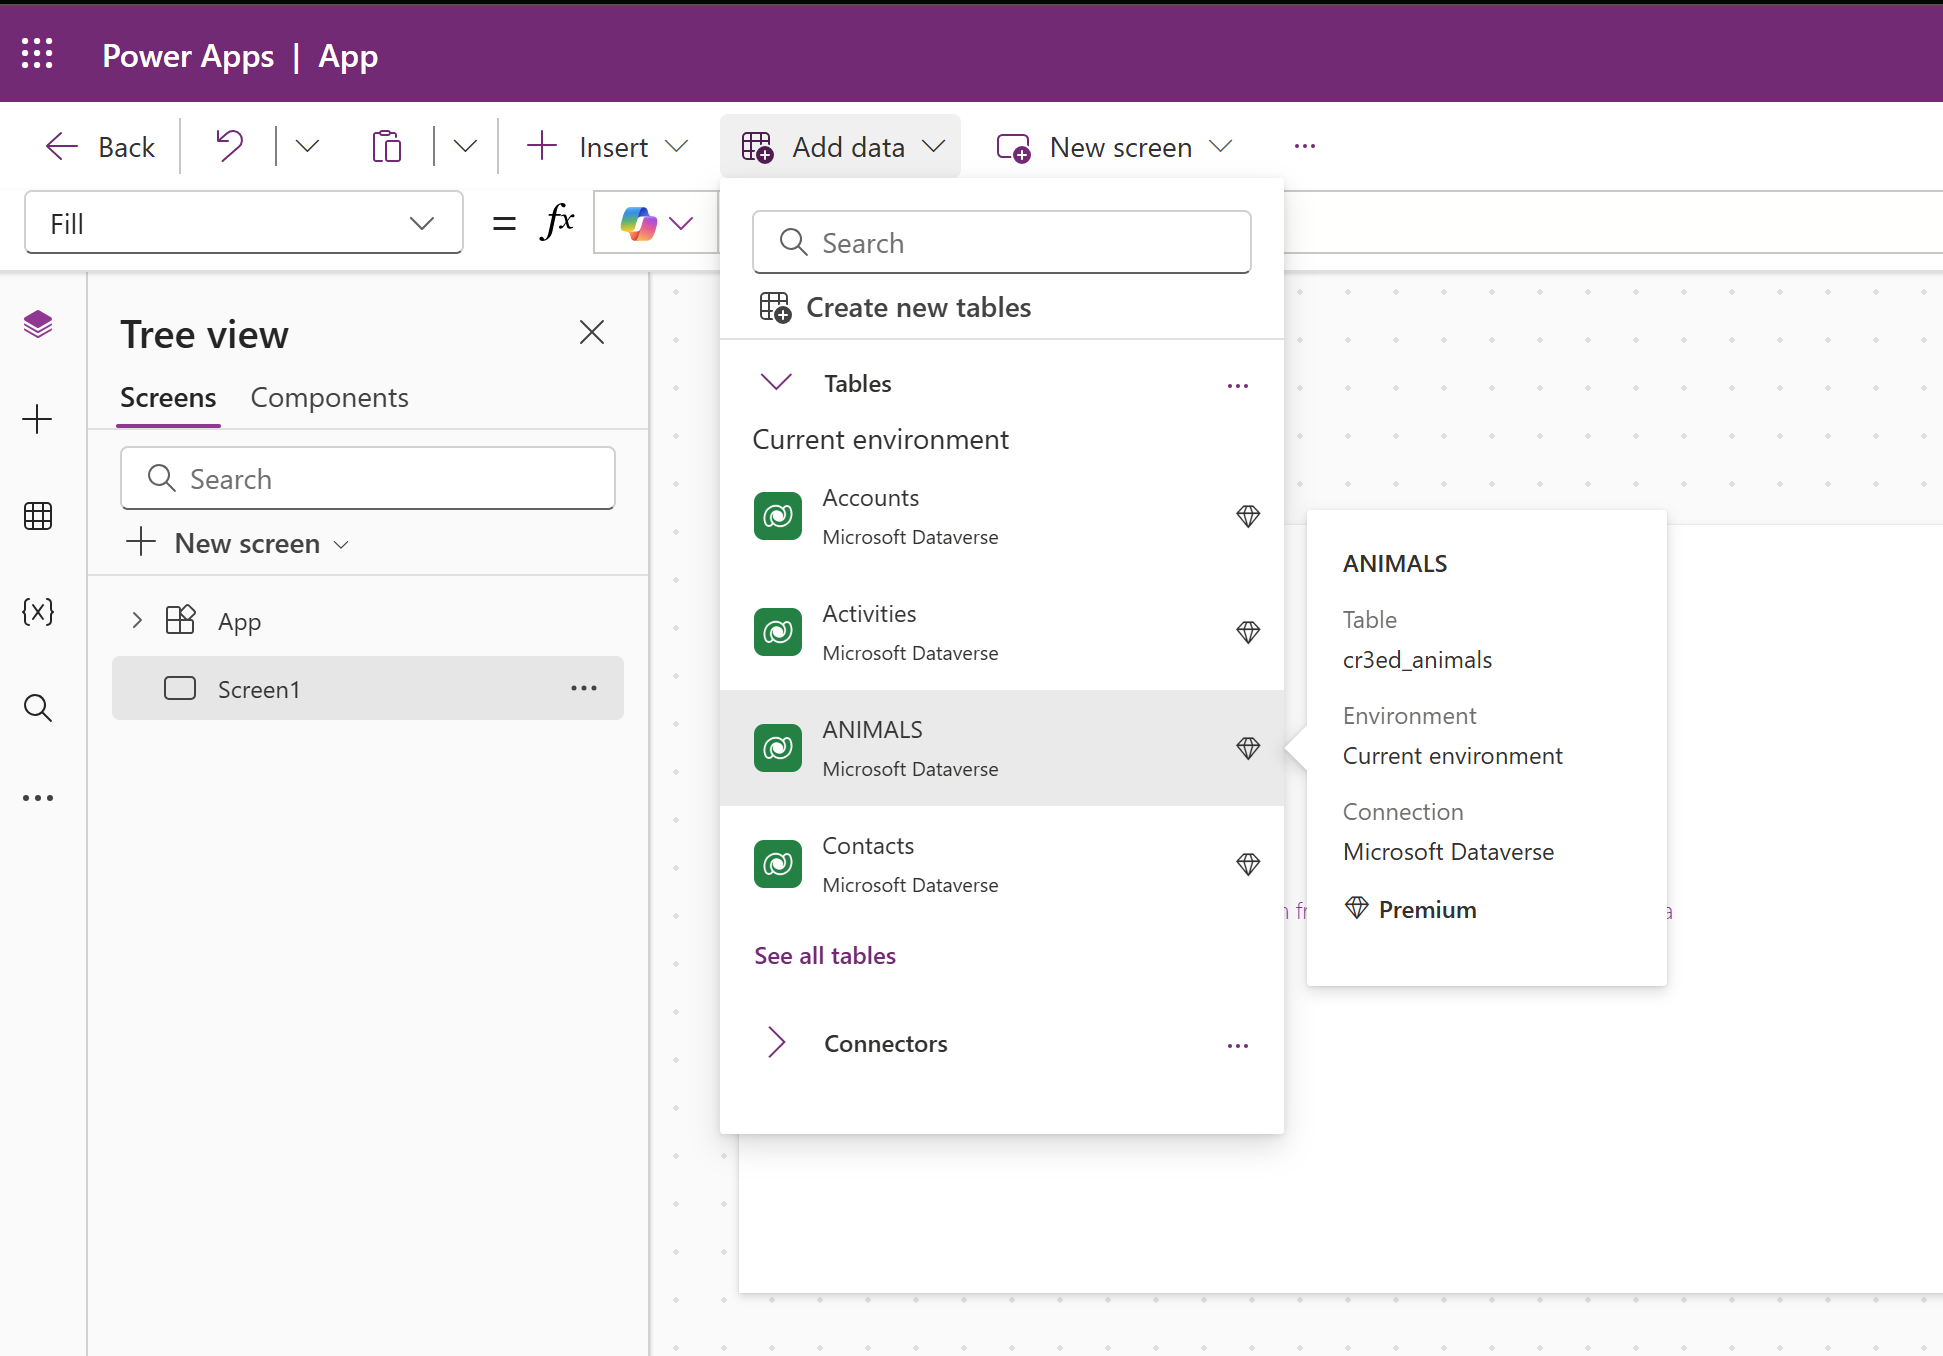 Power Apps | App
Back
Insert
Add data
New screen
Fill
= fx
Search
Create new tables
Tree view
Screens
Components
Search
New screen
App
Screen1
Tables
Current environment
Accounts
Microsoft Dataverse
Activities
Microsoft Dataverse
ANIMALS
Microsoft Dataverse
Contacts
Microsoft Dataverse
See all tables
Connectors
ANIMALS
Table
cr3ed_animals
Environment
Current environment
Connection
Microsoft Dataverse
Premium